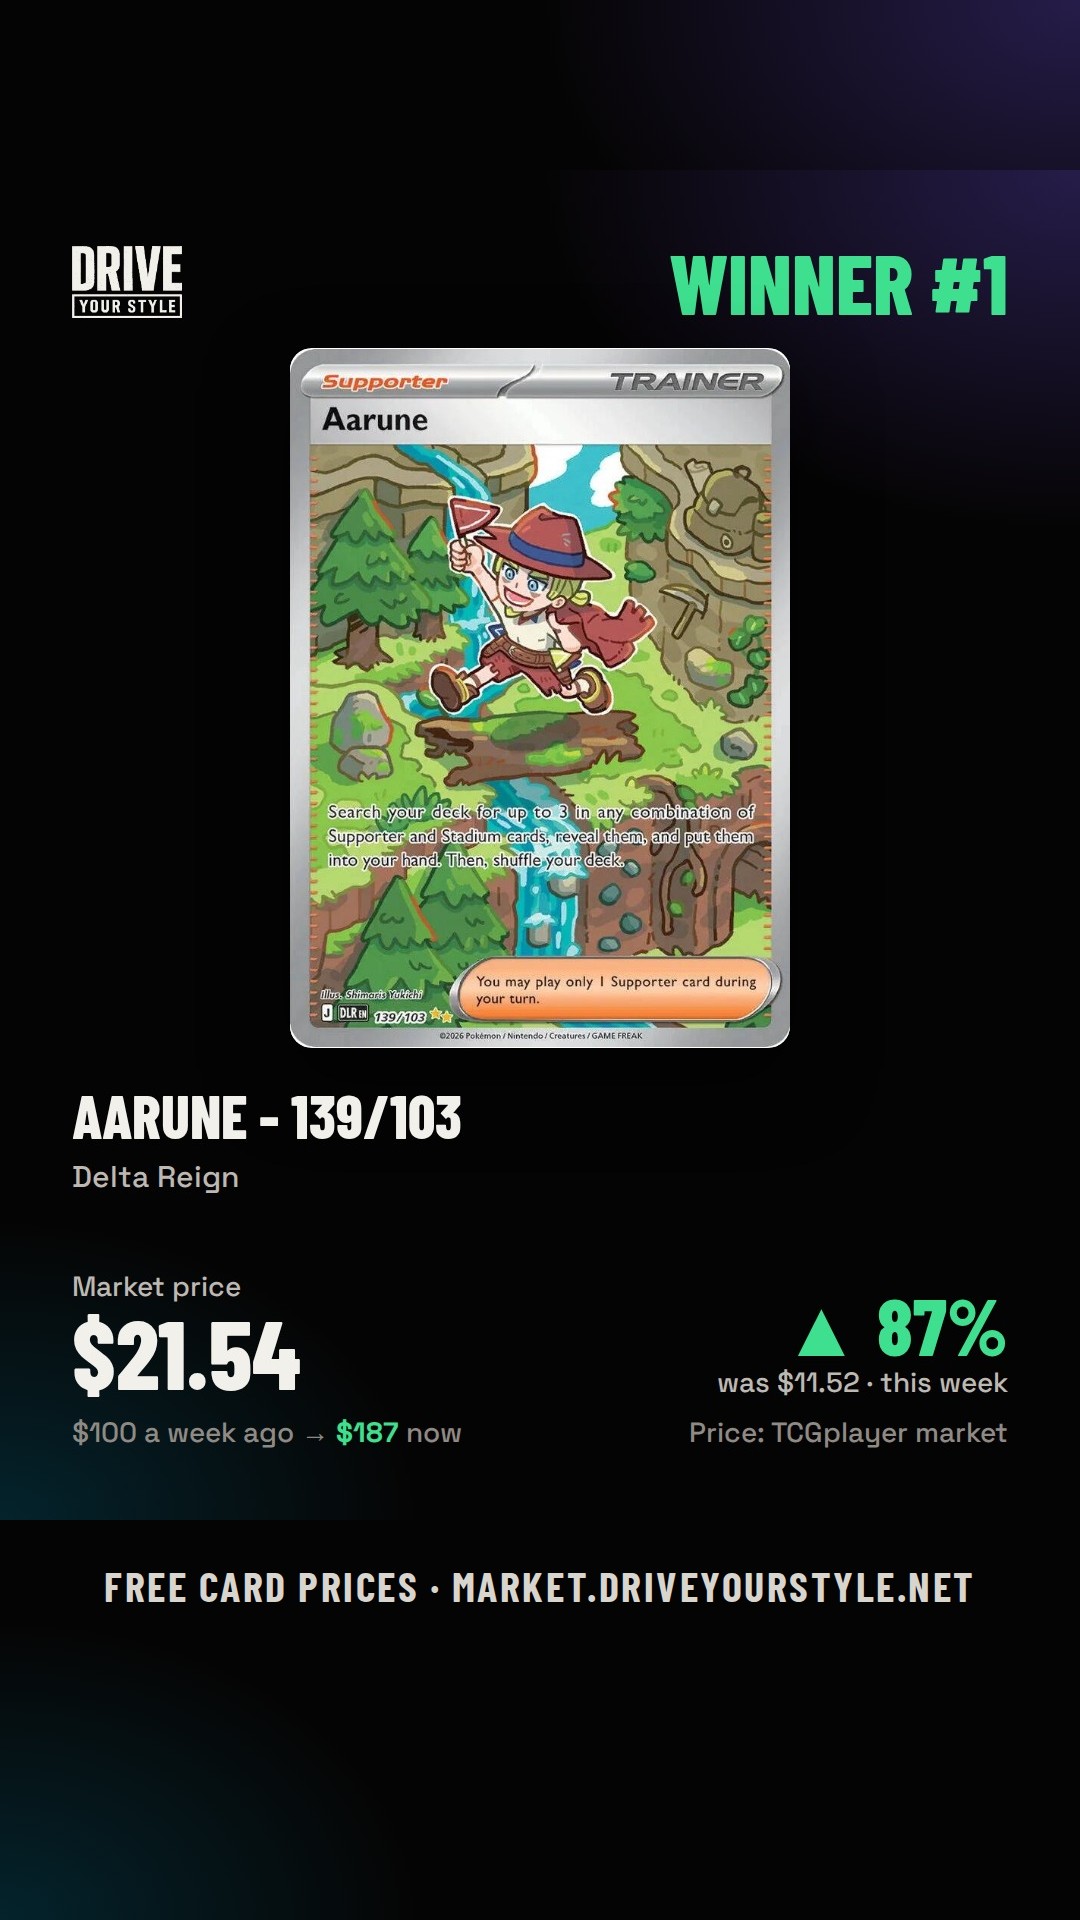 DRIVE
YOUR STYLE
WINNER #1
Supporter
TRAINER
Aarune
Search your deck for up to 3 in any combination of
Supporter and Stadium cards, reveal them, and put them
into your hand. Then, shuffle your deck.
You may play only 1 Supporter card during
your turn.
Illus. Shimaris Yukichi
J DLR EN 139/103 ★★
©2026 Pokémon / Nintendo / Creatures / GAME FREAK
AARUNE - 139/103
Delta Reign
Market price
$21.54
▲ 87%
was $11.52 · this week
$100 a week ago → $187 now
Price: TCGplayer market
FREE CARD PRICES · MARKET.DRIVEYOURSTYLE.NET